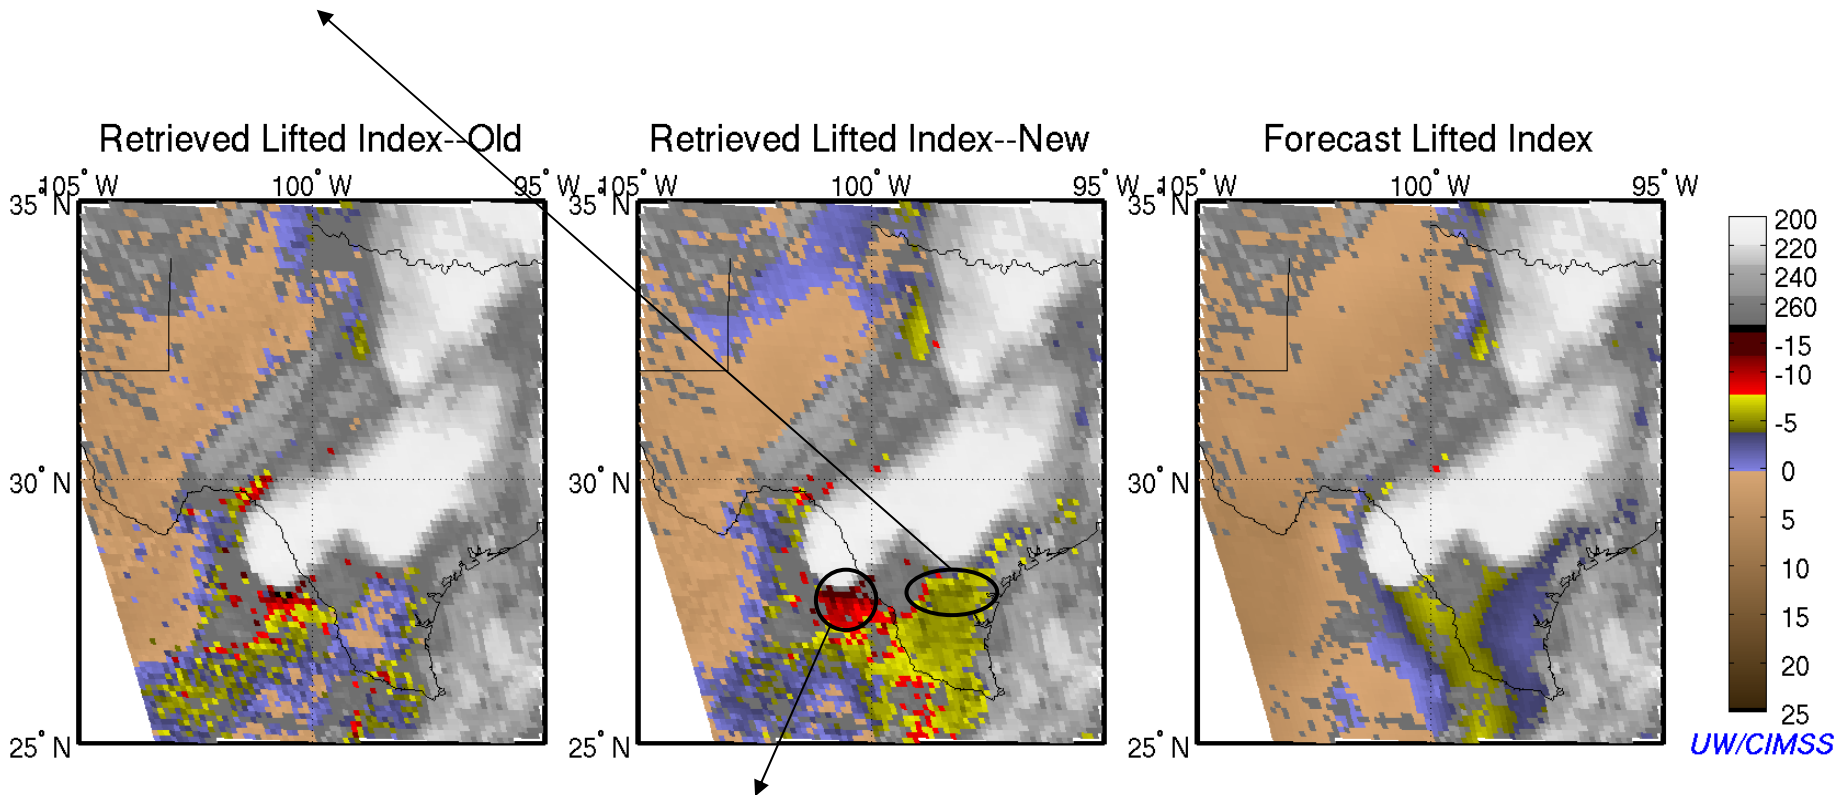 Retrieved Lifted Index--Old
Retrieved Lifted Index--New
Forecast Lifted Index
105° W
100° W
95° W
105° W
100° W
95° W
105° W
100° W
95° W
35° N
35° N
35° N
30° N
30° N
30° N
25° N
25° N
25° N
200
220
240
260
-15
-10
-5
0
5
10
15
20
25
UW/CIMSS